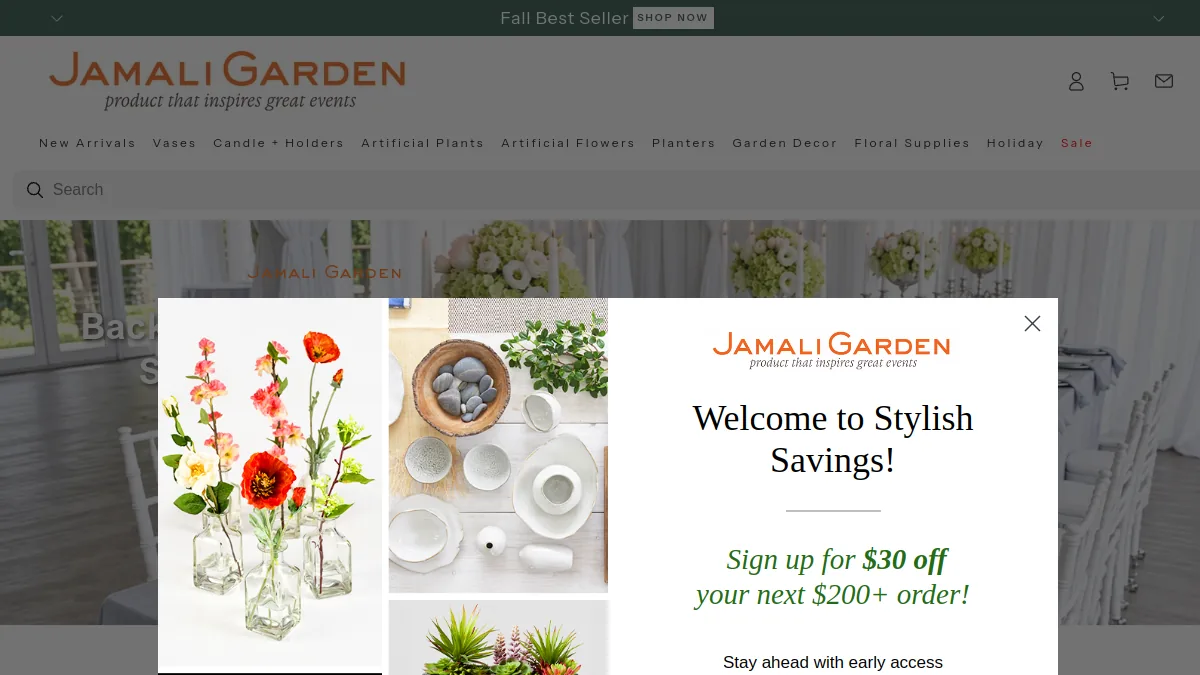 Fall Best Seller SHOP NOW
JAMALI GARDEN
product that inspires great events
New Arrivals Vases Candle + Holders Artificial Plants Artificial Flowers Planters Garden Decor Floral Supplies Holiday Sale
Search
JAMALI GARDEN
Back
S
JAMALI GARDEN
product that inspires great events
Welcome to Stylish
Savings!
Sign up for $30 off
your next $200+ order!
Stay ahead with early access